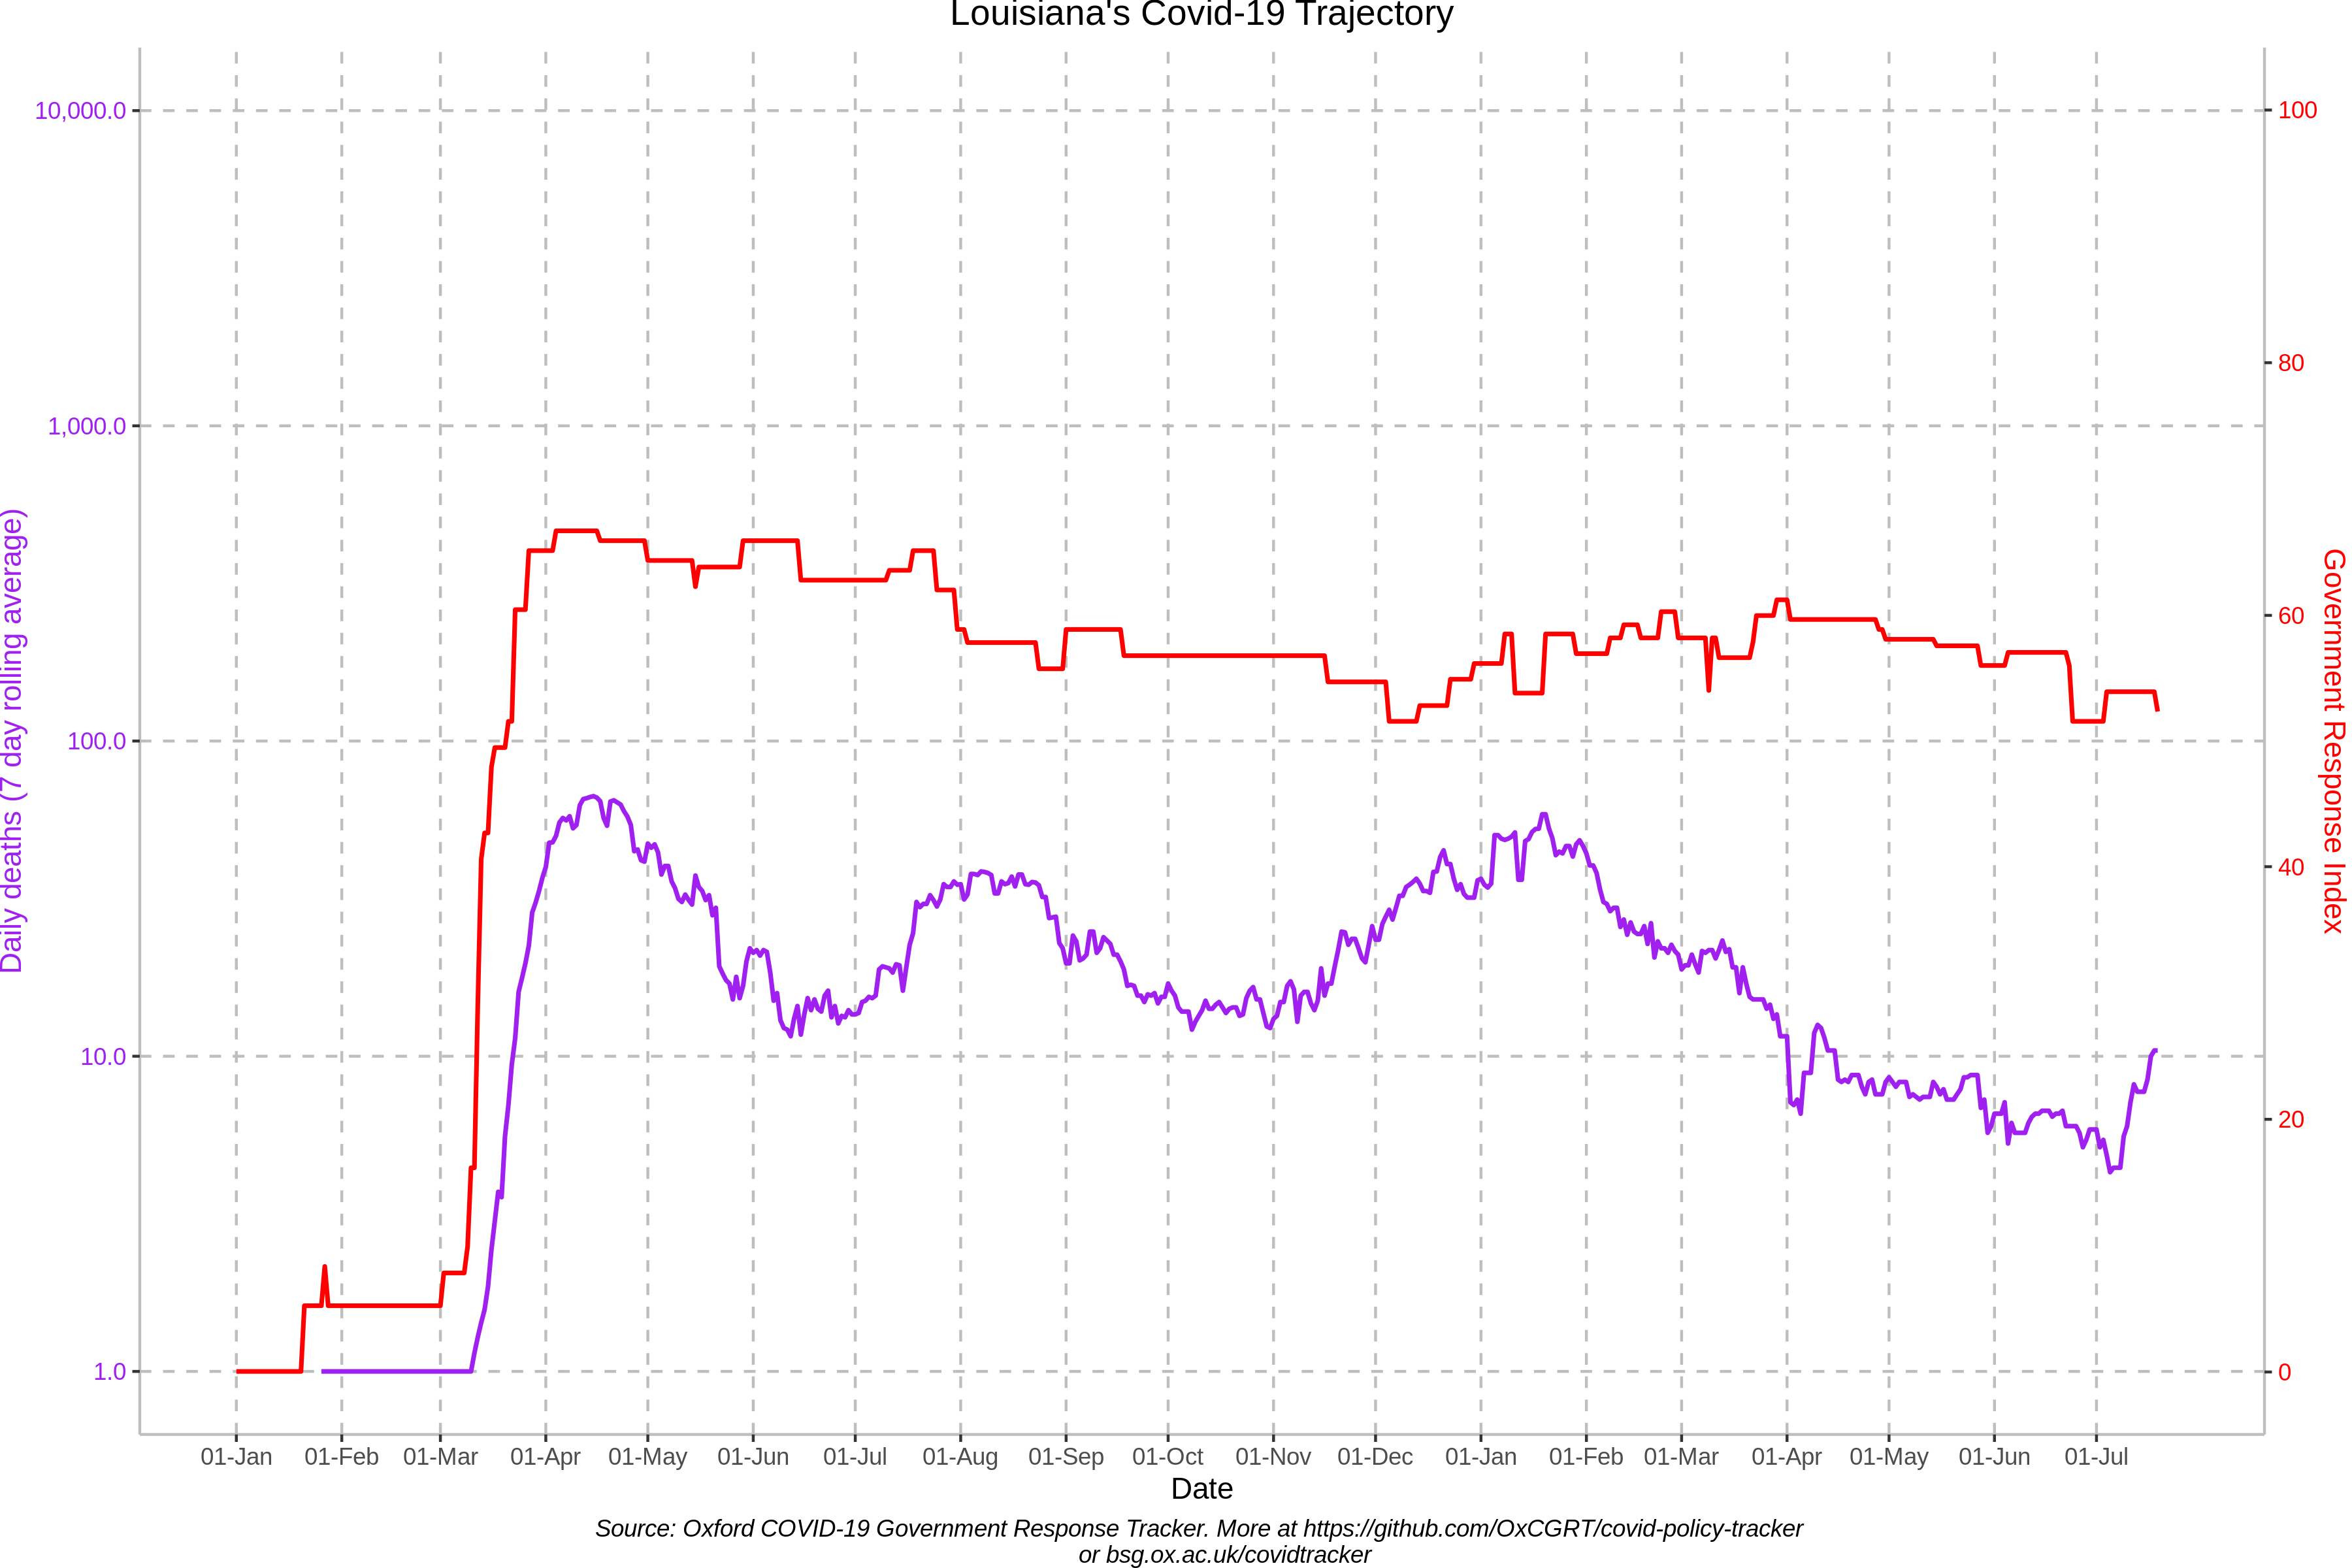 Louisiana's Covid-19 Trajectory
10,000.0
1,000.0
100.0
10.0
1.0
Daily deaths (7 day rolling average)
100
80
60
40
20
0
Government Response Index
01-Jan 01-Feb 01-Mar 01-Apr 01-May 01-Jun 01-Jul 01-Aug 01-Sep 01-Oct 01-Nov 01-Dec 01-Jan 01-Feb 01-Mar 01-Apr 01-May 01-Jun 01-Jul
Date
Source: Oxford COVID-19 Government Response Tracker. More at https://github.com/OxCGRT/covid-policy-tracker
or bsg.ox.ac.uk/covidtracker